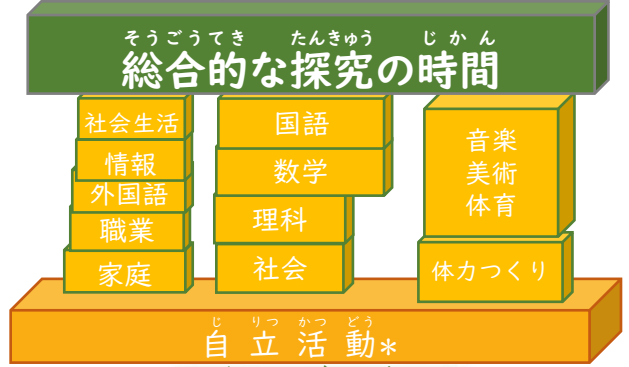 そうごうてき たんきゅう じかん
総合的な探究の時間
社会生活
情報
外国語
職業
家庭
国語
数学
理科
社会
音楽
美術
体育
体力つくり
じりつかつどう
自立活動*